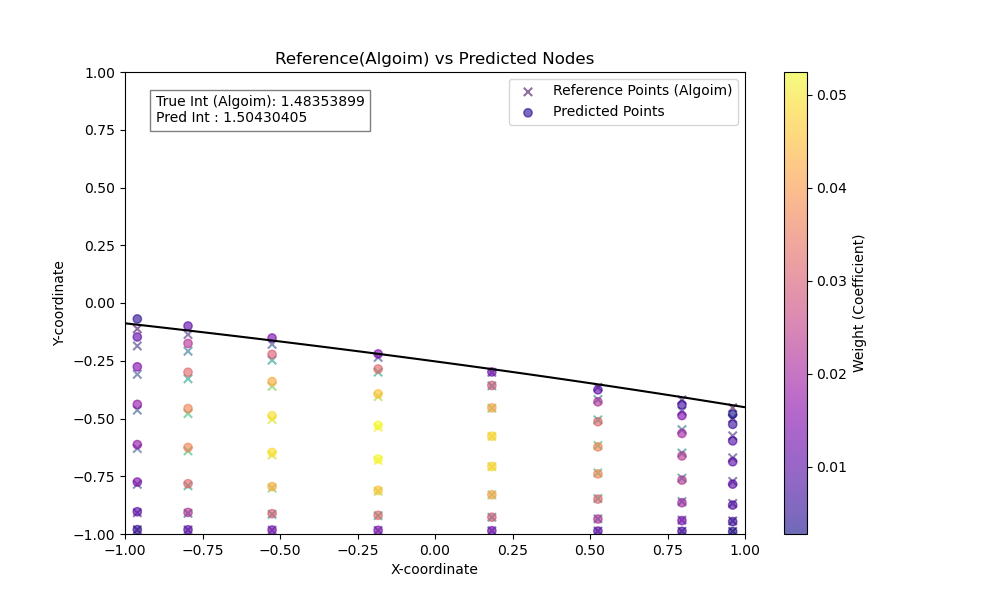 Reference(Algoim) vs Predicted Nodes
True Int (Algoim): 1.48353899
Pred Int : 1.50430405
Reference Points (Algoim)
Predicted Points
1.00
0.75
0.50
0.25
0.00
−0.25
−0.50
−0.75
−1.00
Y-coordinate
−1.00
−0.75
−0.50
−0.25
0.00
0.25
0.50
0.75
1.00
X-coordinate
0.05
0.04
0.03
0.02
0.01
Weight (Coefficient)